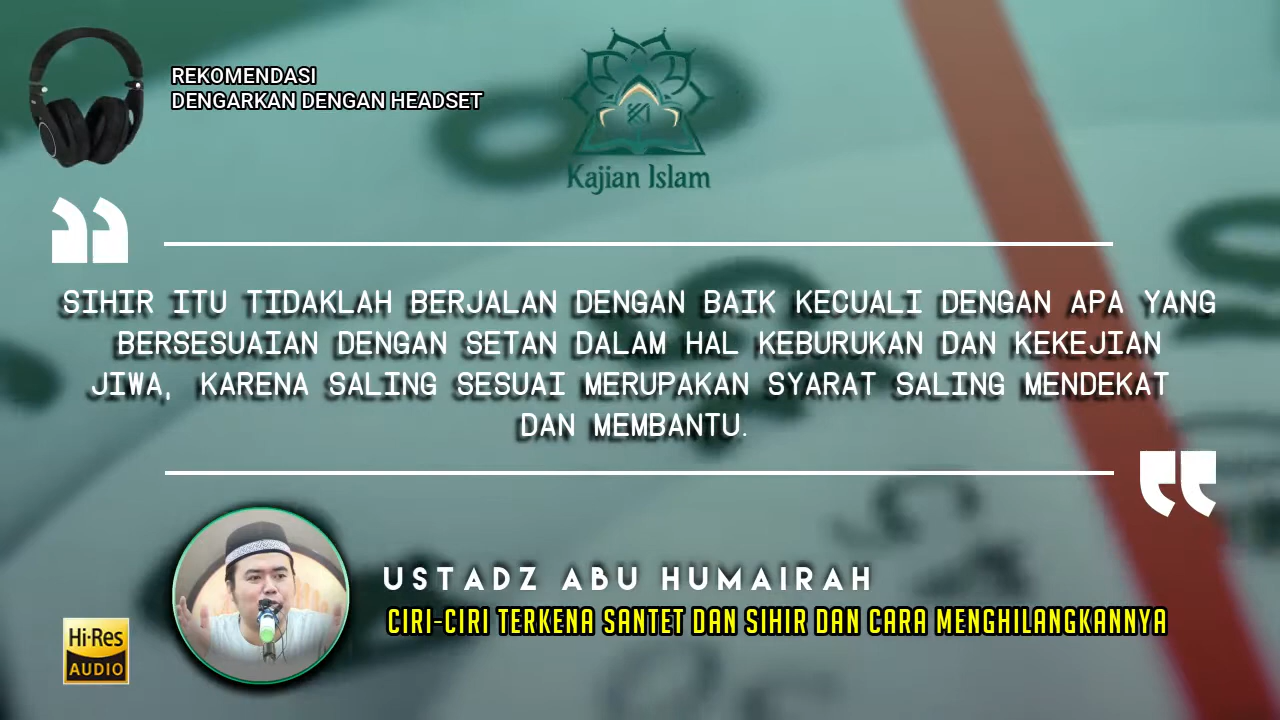 REKOMENDASI
DENGARKAN DENGAN HEADSET
Kajian Islam
SIHIR ITU TIDAKLAH BERJALAN DENGAN BAIK KECUALI DENGAN APA YANG
BERSESUAIAN DENGAN SETAN DALAM HAL KEBURUKAN DAN KEKEJIAN
JIWA, KARENA SALING SESUAI MERUPAKAN SYARAT SALING MENDEKAT
DAN MEMBANTU.
USTADZ ABU HUMAIRAH
CIRI-CIRI TERKENA SANTET DAN SIHIR DAN CARA MENGHILANGKANNYA
Hi-Res
AUDIO